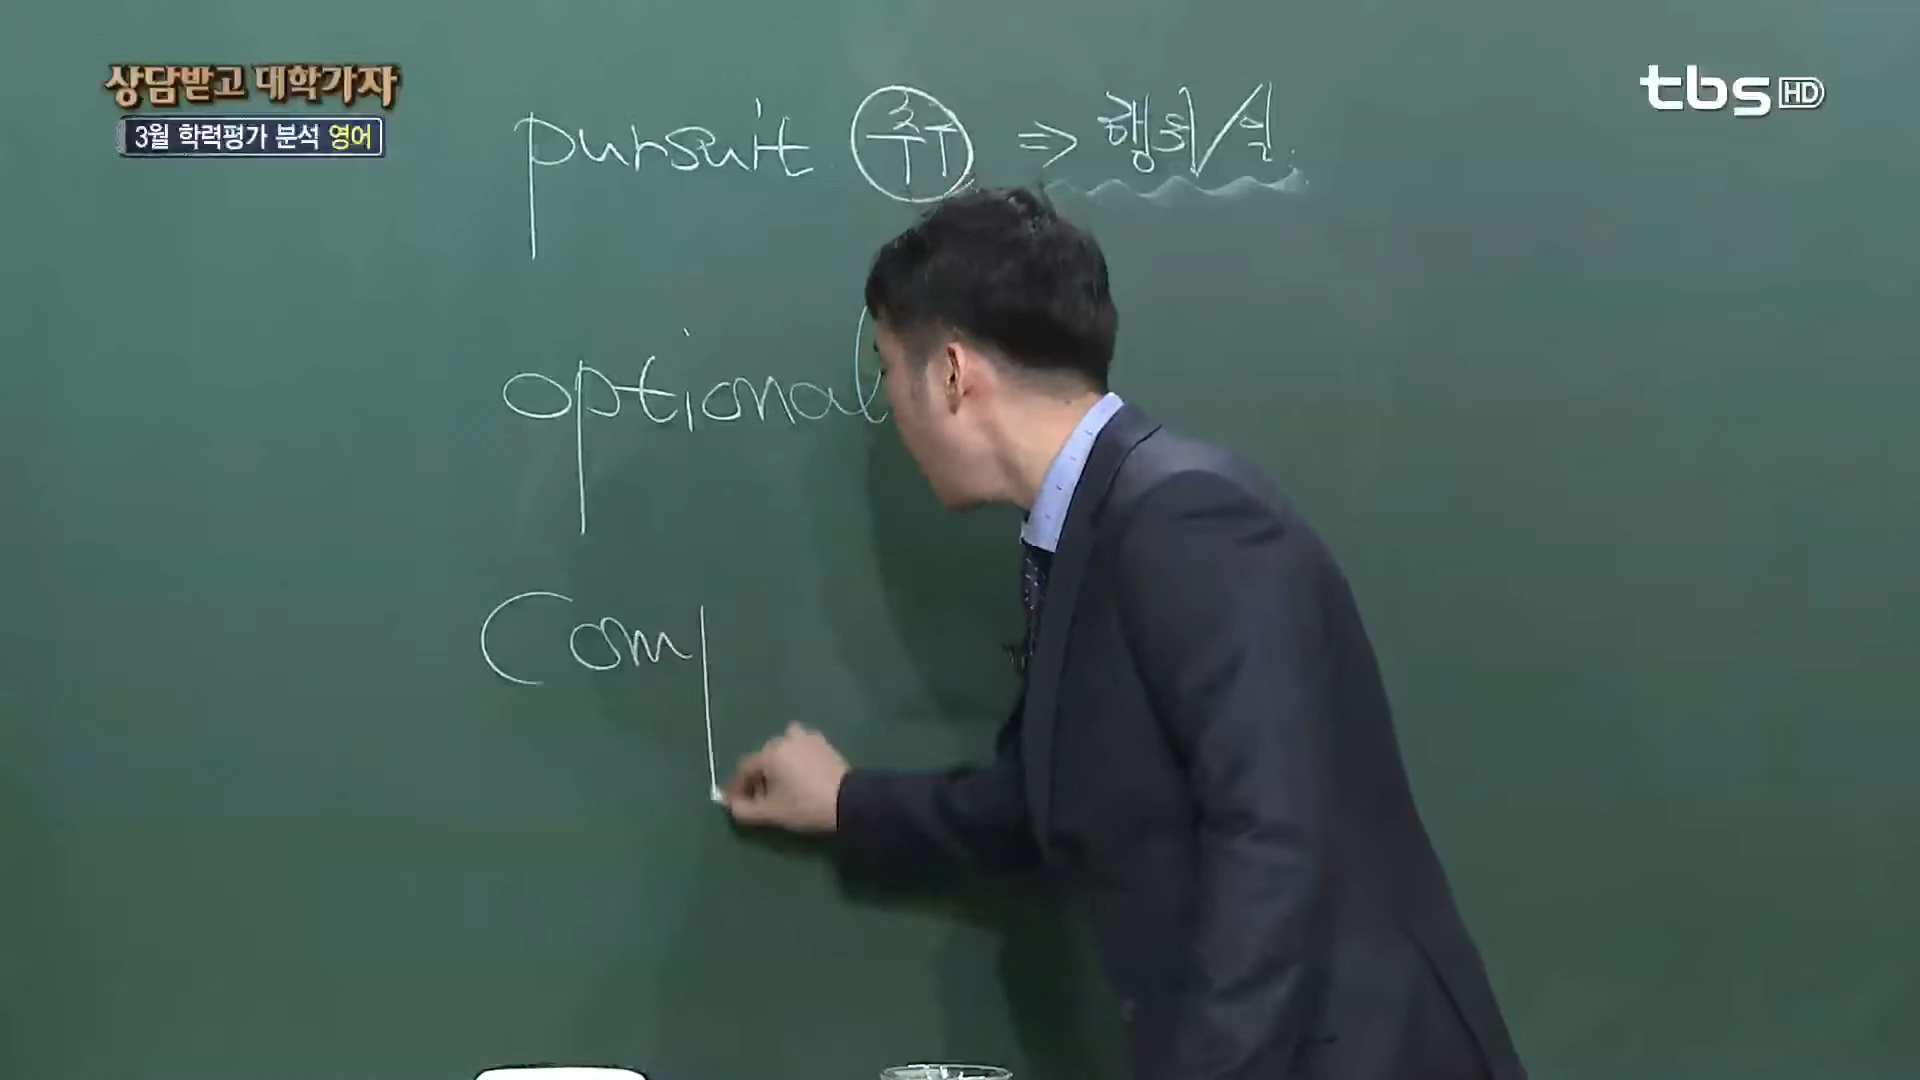 상담받고 대학가자
3월 학력평가 분석 영어
tbs HD
pursuit 추 ⇒ 행위/일
optional
Com